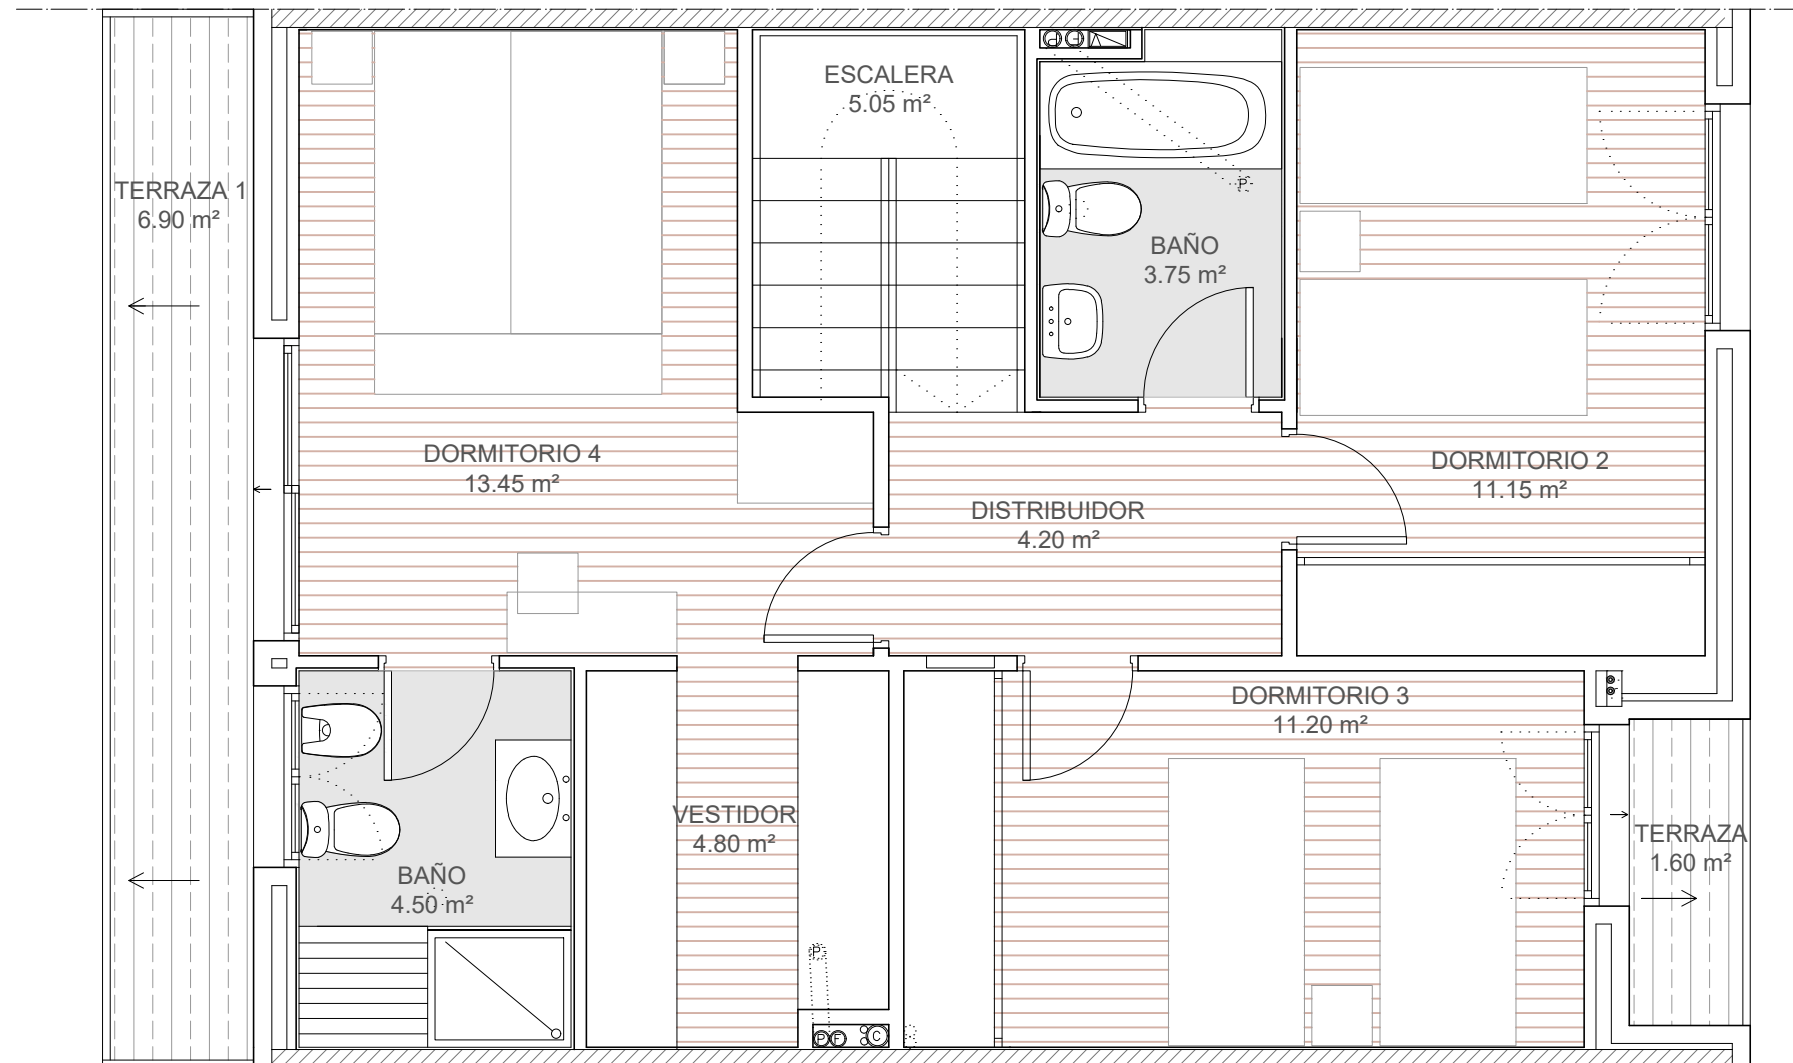 ESCALERA
5.05 m²
TERRAZA 1
6.90 m²
P
F
P
BAÑO
3.75 m²
DORMITORIO 4
13.45 m²
DORMITORIO 2
11.15 m²
DISTRIBUIDOR
4.20 m²
DORMITORIO 3
11.20 m²
VESTIDOR
4.80 m²
TERRAZA
1.60 m²
BAÑO
4.50 m²
P
P
F
C